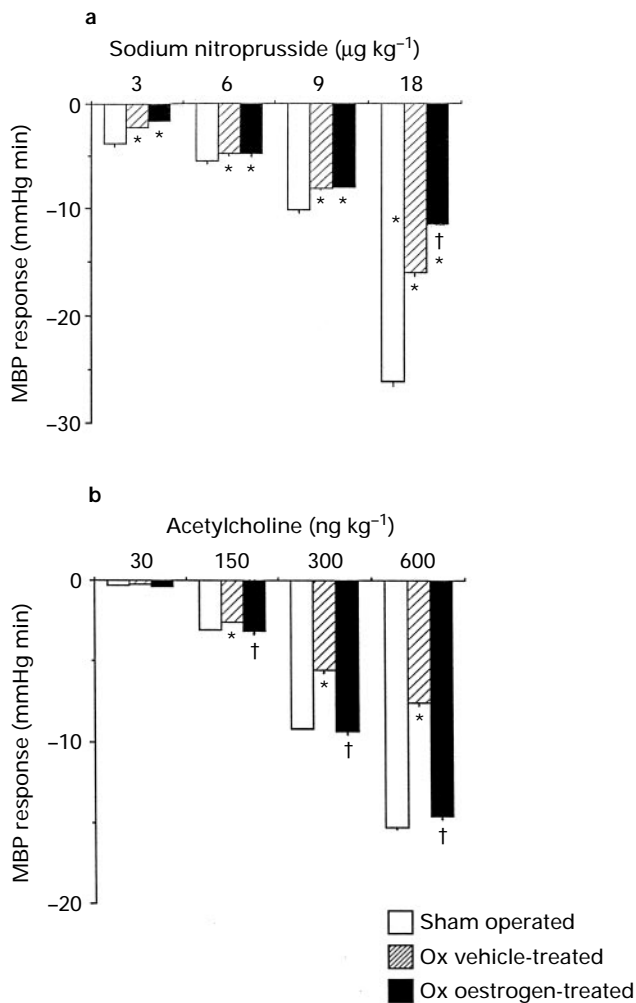 a
Sodium nitroprusside (μg kg⁻¹)
3 6 9 18
0
−10
−20
−30
MBP response (mmHg min)
* * * * * * * † *
*
b
Acetylcholine (ng kg⁻¹)
30 150 300 600
0
−10
−20
MBP response (mmHg min)
* † * † * †
Sham operated
Ox vehicle-treated
Ox oestrogen-treated